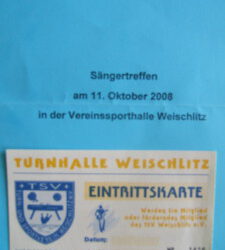 Sängertreffen
am 11. Oktober 2008
in der Vereinssporthalle Weischlitz
TURNHALLE WEISCHLITZ
TSV
EINTRITTSKARTE
Werden Sie Mitglied
oder förderndes Mitglied
des TSV Weischlitz e.V.